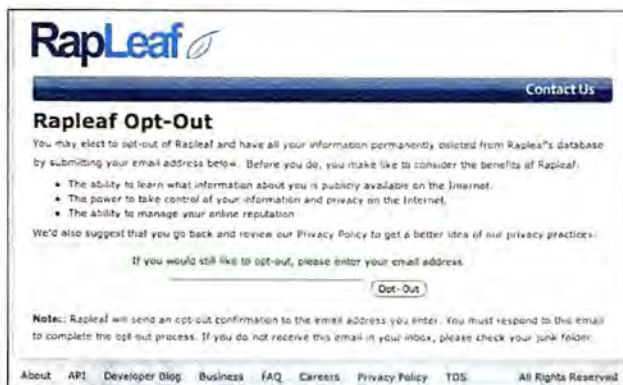 RapLeaf
Contact Us
Rapleaf Opt-Out
You may elect to opt-out of Rapleaf and have all your information permanently deleted from Rapleaf's database
by submitting your email address below. Before you do, you make like to consider the benefits of Rapleaf:
• The ability to learn what information about you is publicly available on the Internet.
• The power to take control of your information and privacy on the Internet.
• The ability to manage your online reputation
We'd also suggest that you go back and review our Privacy Policy to get a better idea of our privacy practices.
If you would still like to opt-out, please enter your email address
Opt-Out
Note:: Rapleaf will send an opt-out confirmation to the email address you enter. You must respond to this email
to complete the opt-out process. If you do not receive this email in your inbox, please check your junk folder.
About API Developer Blog Business FAQ Careers Privacy Policy TOS All Rights Reserved